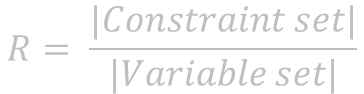 R = |Constraint set| / |Variable set|